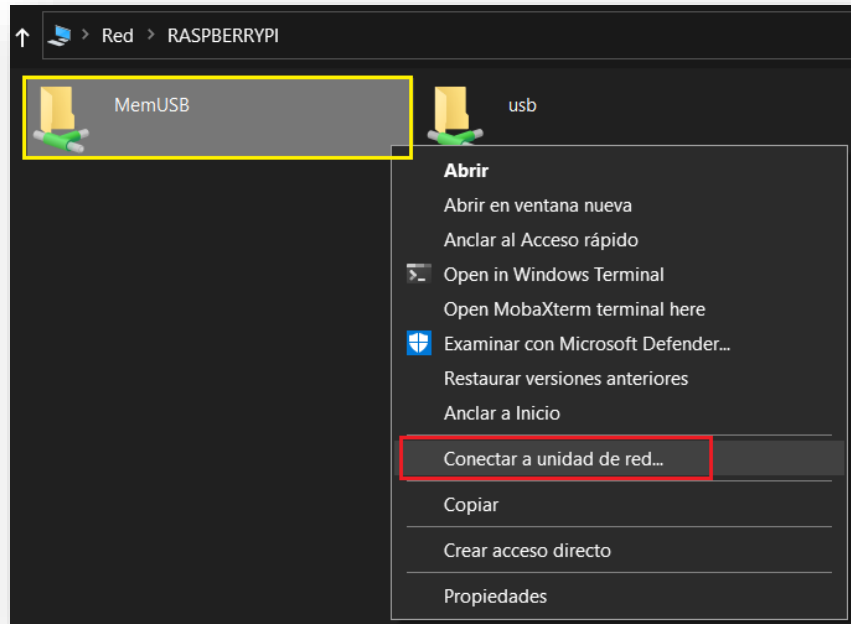 Red > RASPBERRYPI
MemUSB
usb
Abrir
Abrir en ventana nueva
Anclar al Acceso rápido
Open in Windows Terminal
Open MobaXterm terminal here
Examinar con Microsoft Defender...
Restaurar versiones anteriores
Anclar a Inicio
Conectar a unidad de red...
Copiar
Crear acceso directo
Propiedades